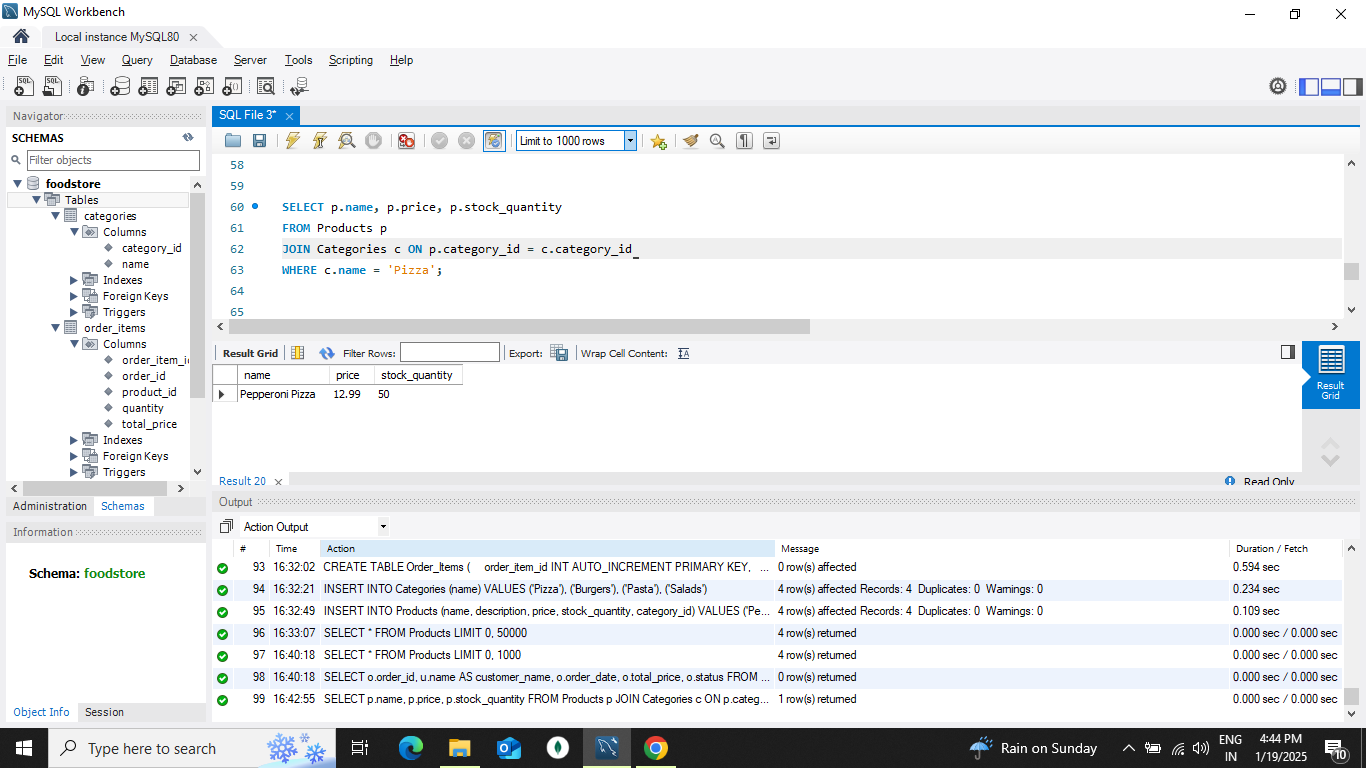 MySQL Workbench
Local instance MySQL80
File Edit View Query Database Server Tools Scripting Help
Navigator
SCHEMAS
Filter objects
foodstore
Tables
categories
Columns
category_id
name
Indexes
Foreign Keys
Triggers
order_items
Columns
order_item_i
order_id
product_id
quantity
total_price
Indexes
Foreign Keys
Triggers
Administration Schemas
Information
Schema: foodstore
Object Info Session
SQL File 3*
Limit to 1000 rows
58
59
60 SELECT p.name, p.price, p.stock_quantity
61 FROM Products p
62 JOIN Categories c ON p.category_id = c.category_id
63 WHERE c.name = 'Pizza';
64
65
Result Grid Filter Rows: Export: Wrap Cell Content:
name price stock_quantity
Pepperoni Pizza 12.99 50
Result Grid
Result 20 Read Only
Output
Action Output
# Time Action Message Duration / Fetch
93 16:32:02 CREATE TABLE Order_Items ( order_item_id INT AUTO_INCREMENT PRIMARY KEY, ... 0 row(s) affected 0.594 sec
94 16:32:21 INSERT INTO Categories (name) VALUES ('Pizza'), ('Burgers'), ('Pasta'), ('Salads') 4 row(s) affected Records: 4 Duplicates: 0 Warnings: 0 0.234 sec
95 16:32:49 INSERT INTO Products (name, description, price, stock_quantity, category_id) VALUES ('Pe... 4 row(s) affected Records: 4 Duplicates: 0 Warnings: 0 0.109 sec
96 16:33:07 SELECT * FROM Products LIMIT 0, 50000 4 row(s) returned 0.000 sec / 0.000 sec
97 16:40:18 SELECT * FROM Products LIMIT 0, 1000 4 row(s) returned 0.000 sec / 0.000 sec
98 16:40:18 SELECT o.order_id, u.name AS customer_name, o.order_date, o.total_price, o.status FROM ... 0 row(s) returned 0.000 sec / 0.000 sec
99 16:42:55 SELECT p.name, p.price, p.stock_quantity FROM Products p JOIN Categories c ON p.categ... 1 row(s) returned 0.000 sec / 0.000 sec
Type here to search
Rain on Sunday
ENG
IN
4:44 PM
1/19/2025
10